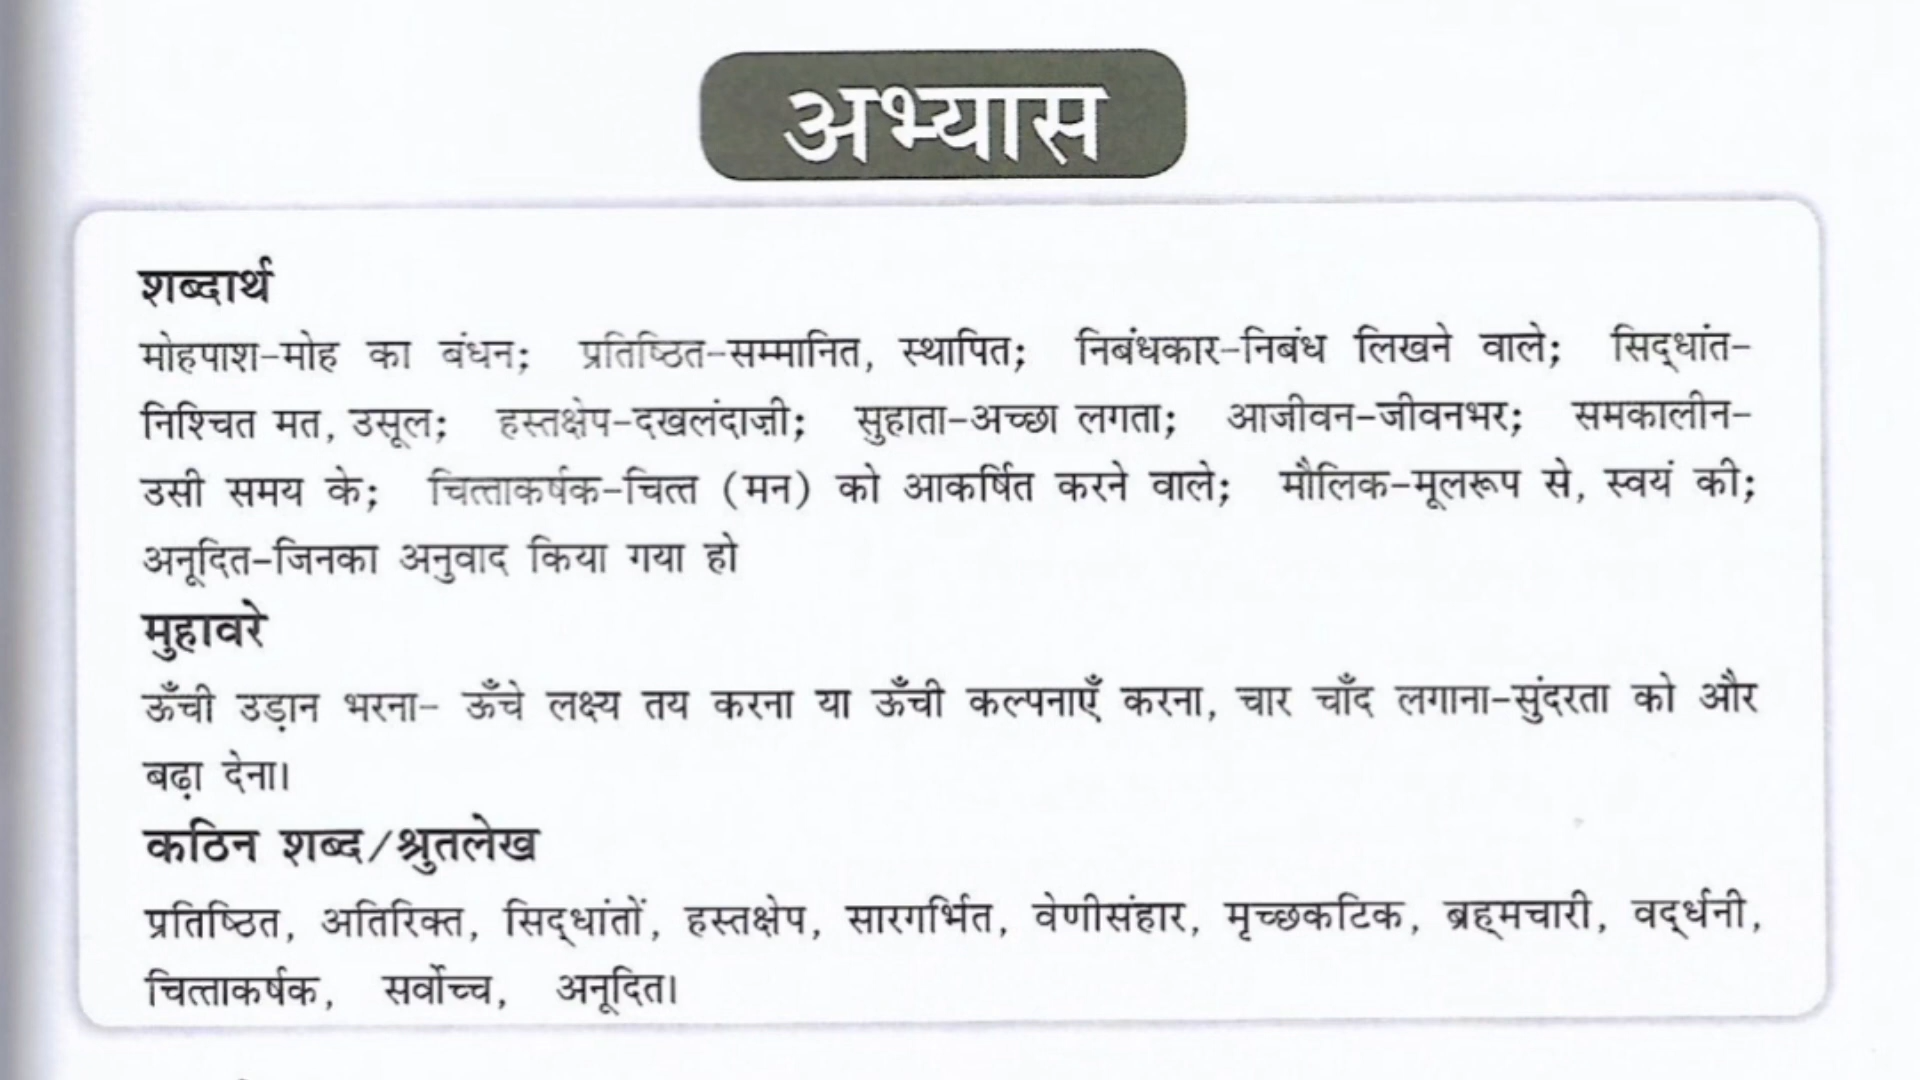 अभ्यास
शब्दार्थ
मोहपाश-मोह का बंधन; प्रतिष्ठित-सम्मानित, स्थापित; निबंधकार-निबंध लिखने वाले; सिद्धांत-
निश्चित मत, उसूल; हस्तक्षेप-दखलंदाज़ी; सुहाता-अच्छा लगता; आजीवन-जीवनभर; समकालीन-
उसी समय के; चित्ताकर्षक-चित्त (मन) को आकर्षित करने वाले; मौलिक-मूलरूप से, स्वयं की;
अनूदित-जिनका अनुवाद किया गया हो
मुहावरे
ऊँची उड़ान भरना- ऊँचे लक्ष्य तय करना या ऊँची कल्पनाएँ करना, चार चाँद लगाना-सुंदरता को और
बढ़ा देना।
कठिन शब्द/श्रुतलेख
प्रतिष्ठित, अतिरिक्त, सिद्धांतों, हस्तक्षेप, सारगर्भित, वेणीसंहार, मृच्छकटिक, ब्रह्मचारी, वर्द्धनी,
चित्ताकर्षक, सर्वोच्च, अनूदित।